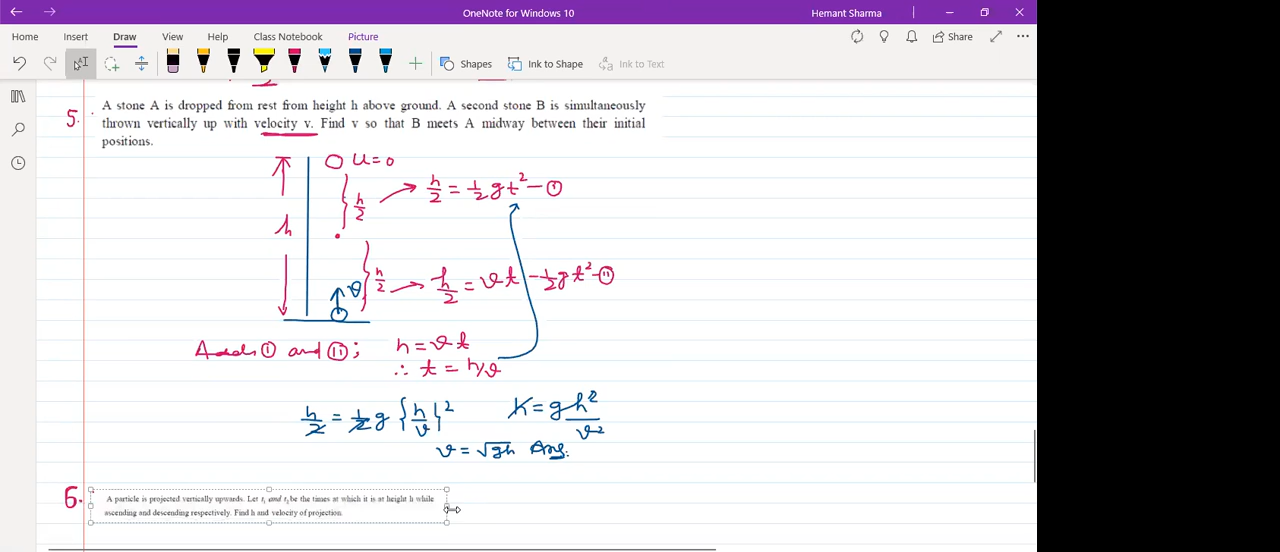 OneNote for Windows 10
Hemant Sharma
Home Insert Draw View Help Class Notebook Picture
Share
Shapes Ink to Shape Ink to Text
5.
A stone A is dropped from rest from height h above ground. A second stone B is simultaneously
thrown vertically up with velocity v. Find v so that B meets A midway between their initial
positions.
u=0
h/2 = 1/2 gt² – ①
h/2
h
h/2
v
h/2 = vt – 1/2 gt² – ⑪
Adds ① and ⑪; h = vt
∴ t = h/v
h/2 = 1/2 g {h/v}² h = g h²/v²
v = √gh Ans.
6.
A particle is projected vertically upwards. Let t₁ and t₂ be the times at which it is at height h while
ascending and descending respectively. Find h and velocity of projection.